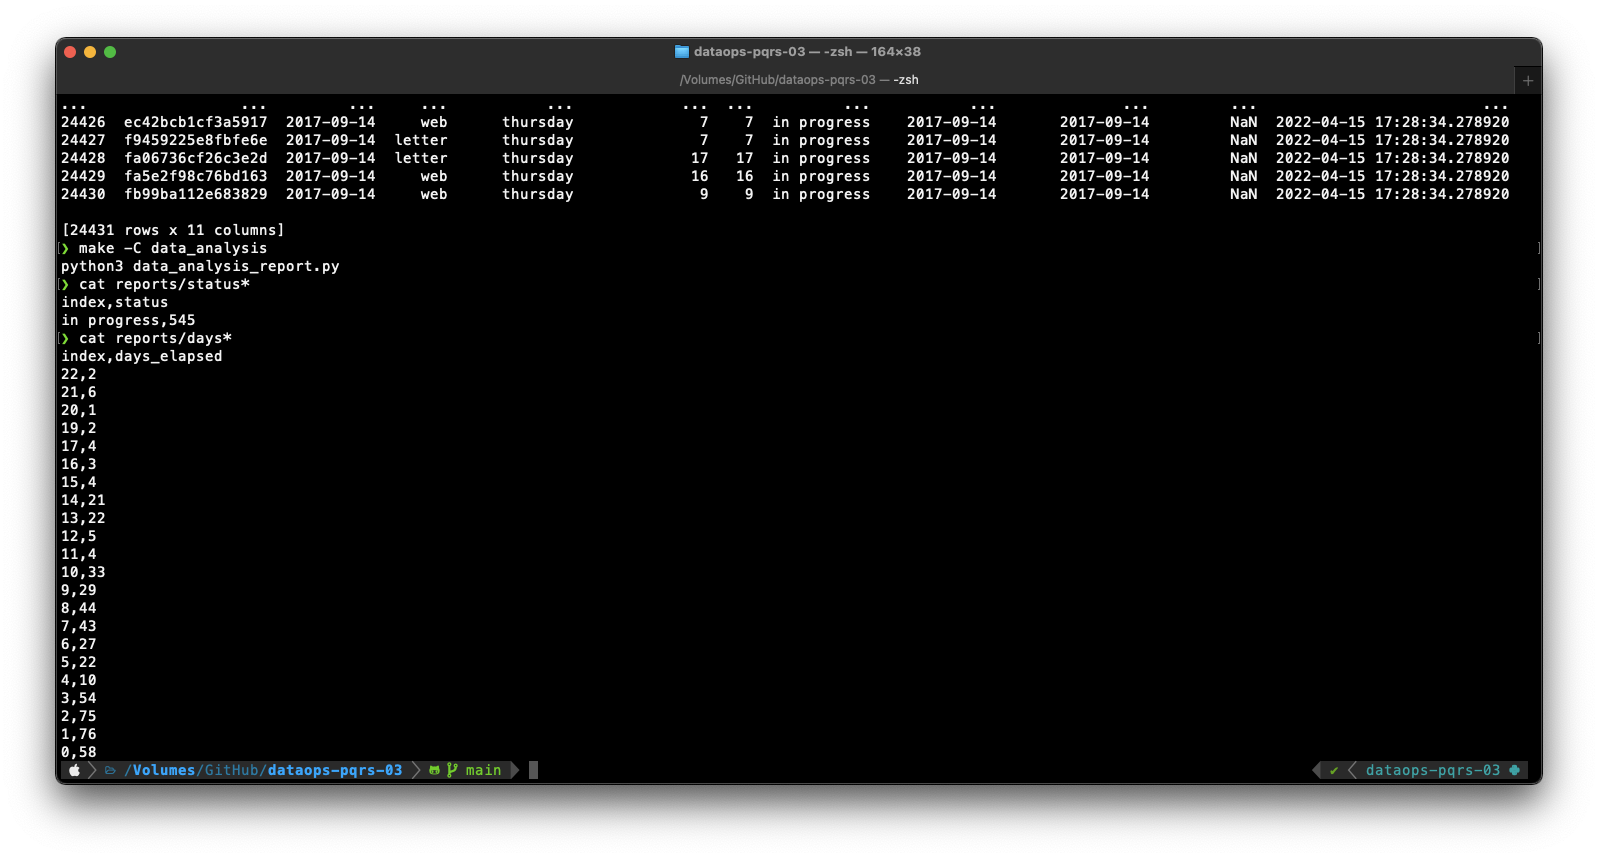 dataops-pqrs-03 — -zsh — 164×38
/Volumes/GitHub/dataops-pqrs-03 — -zsh +
... ... ... ... ... ... ... ... ... ... ... ...
24426 ec42bcb1cf3a5917 2017-09-14 web thursday 7 7 in progress 2017-09-14 2017-09-14 NaN 2022-04-15 17:28:34.278920
24427 f9459225e8fbfe6e 2017-09-14 letter thursday 7 7 in progress 2017-09-14 2017-09-14 NaN 2022-04-15 17:28:34.278920
24428 fa06736cf26c3e2d 2017-09-14 letter thursday 17 17 in progress 2017-09-14 2017-09-14 NaN 2022-04-15 17:28:34.278920
24429 fa5e2f98c76bd163 2017-09-14 web thursday 16 16 in progress 2017-09-14 2017-09-14 NaN 2022-04-15 17:28:34.278920
24430 fb99ba112e683829 2017-09-14 web thursday 9 9 in progress 2017-09-14 2017-09-14 NaN 2022-04-15 17:28:34.278920
[24431 rows x 11 columns]
[❯ make -C data_analysis ]
python3 data_analysis_report.py
[❯ cat reports/status* ]
index,status
in progress,545
[❯ cat reports/days* ]
index,days_elapsed
22,2
21,6
20,1
19,2
17,4
16,3
15,4
14,21
13,22
12,5
11,4
10,33
9,29
8,44
7,43
6,27
5,22
4,10
3,54
2,75
1,76
0,58
/Volumes/GitHub/dataops-pqrs-03 main ✔ dataops-pqrs-03